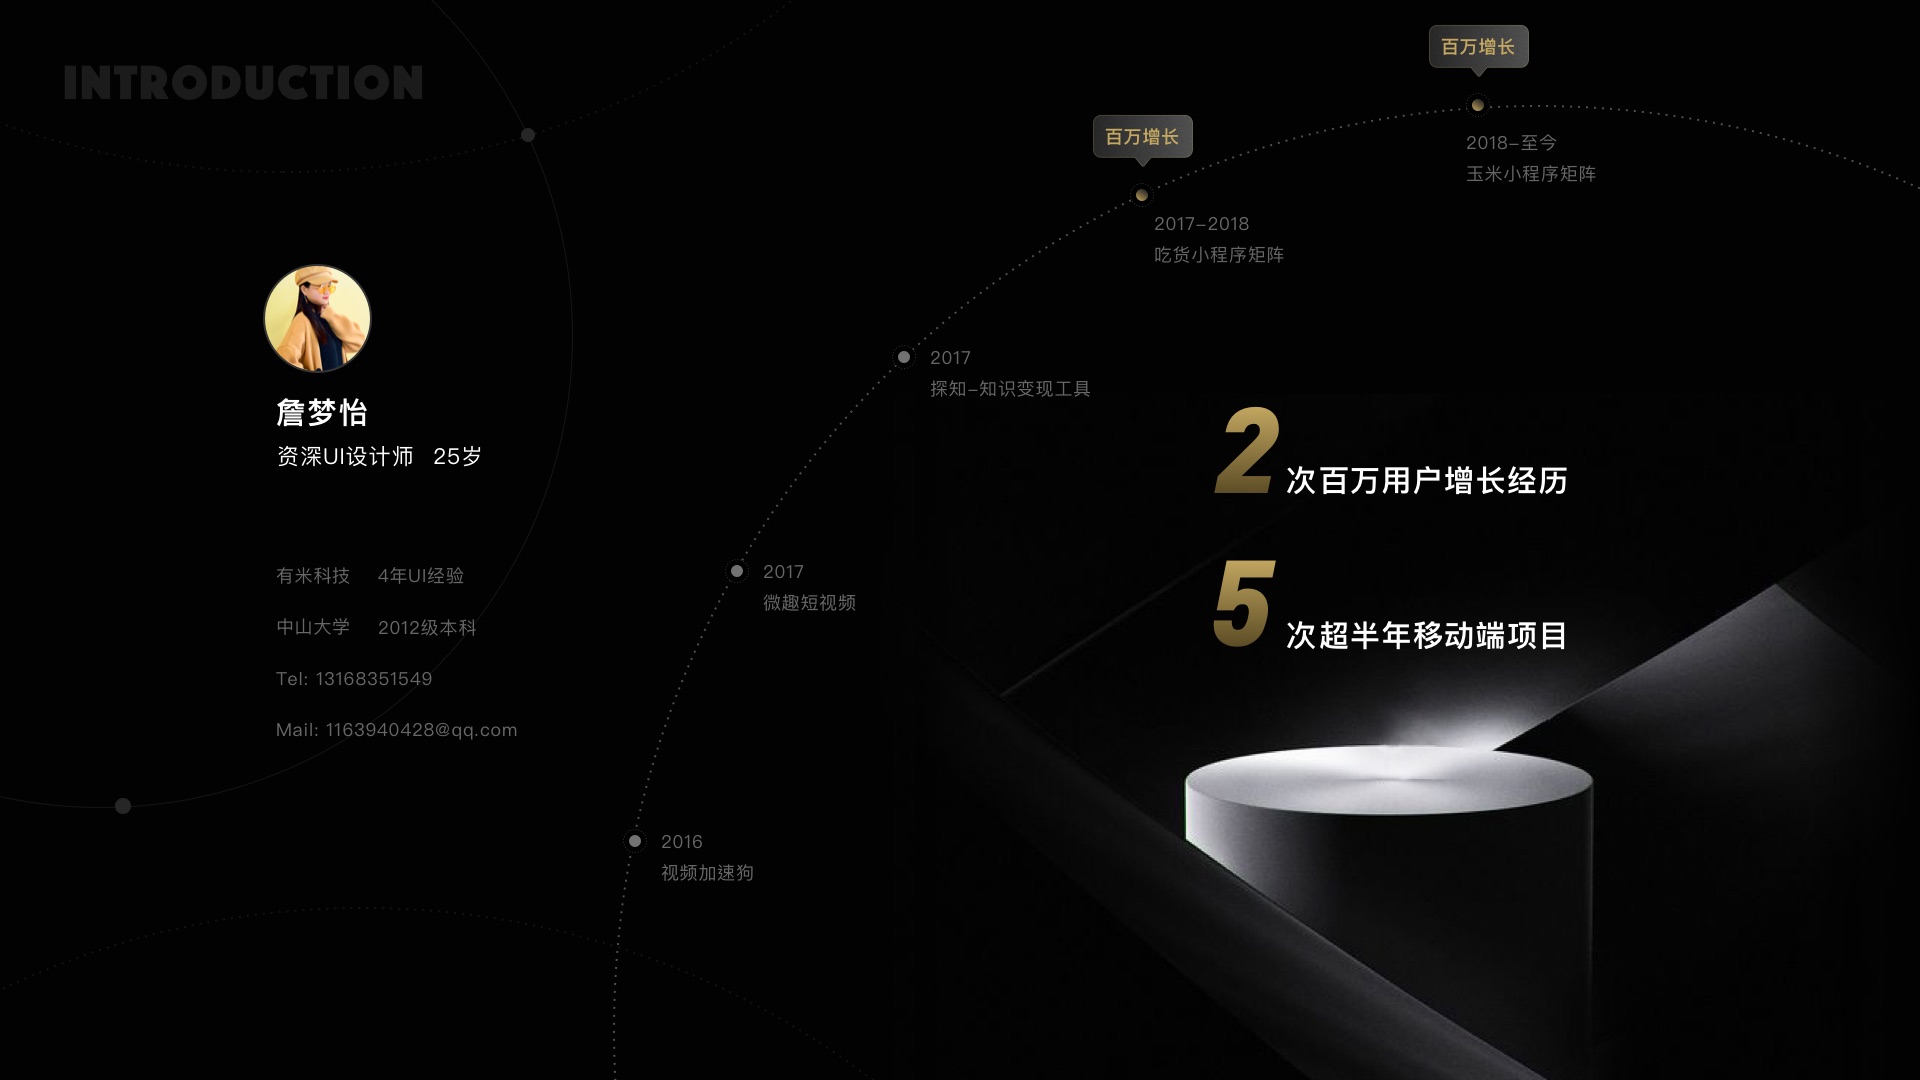 INTRODUCTION
詹梦怡
资深UI设计师 25岁
有米科技 4年UI经验
中山大学 2012级本科
Tel: 13168351549
Mail: 1163940428@qq.com
百万增长
2018-至今
玉米小程序矩阵
百万增长
2017-2018
吃货小程序矩阵
2017
探知-知识变现工具
2017
微趣短视频
2016
视频加速狗
2次百万用户增长经历
5次超半年移动端项目